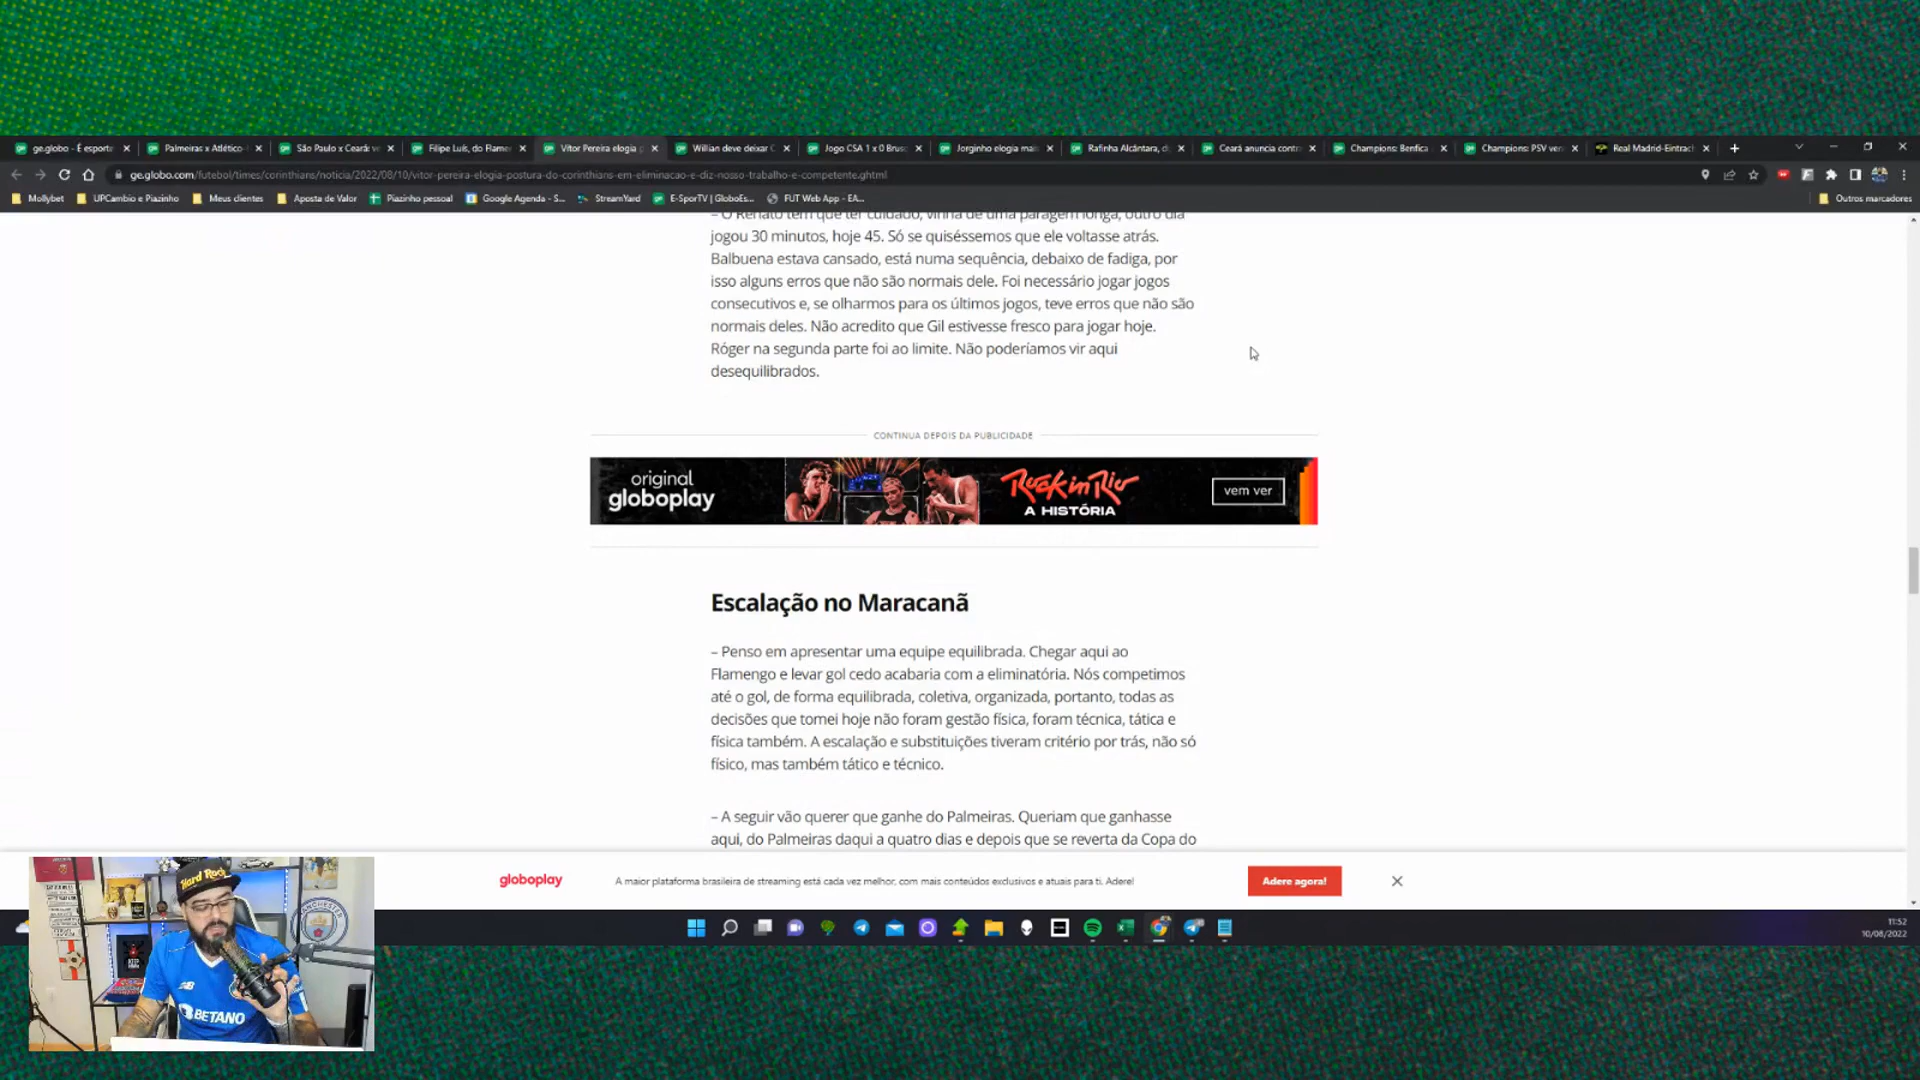 ge.globo - É esporte
Palmeiras x Atlético-
São Paulo x Ceará: ve
Filipe Luís, do Flame
Vítor Pereira elogia p
Willian deve deixar C
Jogo CSA 1 x 0 Brusq
Jorginho elogia mais
Rafinha Alcântara, d
Ceará anuncia contr
Champions: Benfica
Champions: PSV ven
Real Madrid-Eintrach
ge.globo.com/futebol/times/corinthians/noticia/2022/08/10/vitor-pereira-elogia-postura-do-corinthians-em-eliminacao-e-diz-nosso-trabalho-e-competente.ghtml
Mollybet
UPCambio e Piazinho
Meus clientes
Aposta de Valor
Piazinho pessoal
Google Agenda - S...
StreamYard
E-SporTV | GloboEs...
FUT Web App - EA...
Outros marcadores
– O Renato tem que ter cuidado, vinha de uma paragem longa, outro dia
jogou 30 minutos, hoje 45. Só se quiséssemos que ele voltasse atrás.
Balbuena estava cansado, está numa sequência, debaixo de fadiga, por
isso alguns erros que não são normais dele. Foi necessário jogar jogos
consecutivos e, se olharmos para os últimos jogos, teve erros que não são
normais deles. Não acredito que Gil estivesse fresco para jogar hoje.
Róger na segunda parte foi ao limite. Não poderíamos vir aqui
desequilibrados.
CONTINUA DEPOIS DA PUBLICIDADE
original
globoplay
Rock in Rio
A HISTÓRIA
vem ver
Escalação no Maracanã
– Penso em apresentar uma equipe equilibrada. Chegar aqui ao
Flamengo e levar gol cedo acabaria com a eliminatória. Nós competimos
até o gol, de forma equilibrada, coletiva, organizada, portanto, todas as
decisões que tomei hoje não foram gestão física, foram técnica, tática e
física também. A escalação e substituições tiveram critério por trás, não só
físico, mas também tático e técnico.
– A seguir vão querer que ganhe do Palmeiras. Queriam que ganhasse
aqui, do Palmeiras daqui a quatro dias e depois que se reverta da Copa do
globoplay
A maior plataforma brasileira de streaming está cada vez melhor, com mais conteúdos exclusivos e atuais para ti. Adere!
Adere agora!
11:52
10/08/2022
Hard Rock
MANCHESTER
BETANO